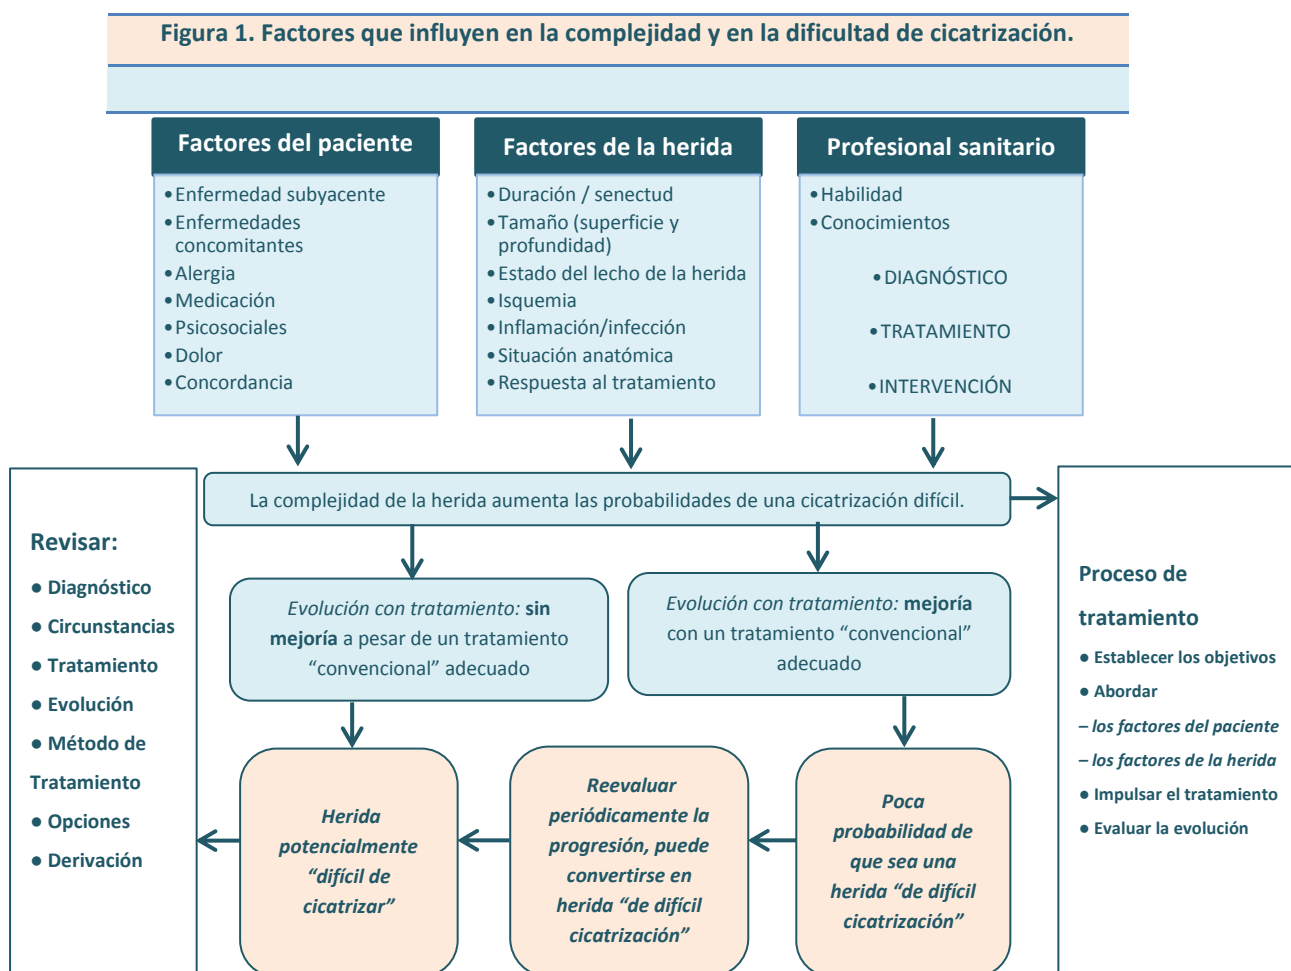 Figura 1. Factores que influyen en la complejidad y en la dificultad de cicatrización.
Factores del paciente
• Enfermedad subyacente
• Enfermedades
concomitantes
• Alergia
• Medicación
• Psicosociales
• Dolor
• Concordancia
Factores de la herida
• Duración / senectud
• Tamaño (superficie y
profundidad)
• Estado del lecho de la herida
• Isquemia
• Inflamación/infección
• Situación anatómica
• Respuesta al tratamiento
Profesional sanitario
• Habilidad
• Conocimientos
• DIAGNÓSTICO
• TRATAMIENTO
• INTERVENCIÓN
La complejidad de la herida aumenta las probabilidades de una cicatrización difícil.
Revisar:
● Diagnóstico
● Circunstancias
● Tratamiento
● Evolución
● Método de
Tratamiento
● Opciones
● Derivación
Evolución con tratamiento: sin
mejoría a pesar de un tratamiento
“convencional” adecuado
Evolución con tratamiento: mejoría
con un tratamiento “convencional”
adecuado
Herida
potencialmente
“difícil de
cicatrizar”
Reevaluar
periódicamente la
progresión, puede
convertirse en
herida “de difícil
cicatrización”
Poca
probabilidad de
que sea una
herida “de difícil
cicatrización”
Proceso de
tratamiento
● Establecer los objetivos
● Abordar
– los factores del paciente
– los factores de la herida
● Impulsar el tratamiento
● Evaluar la evolución